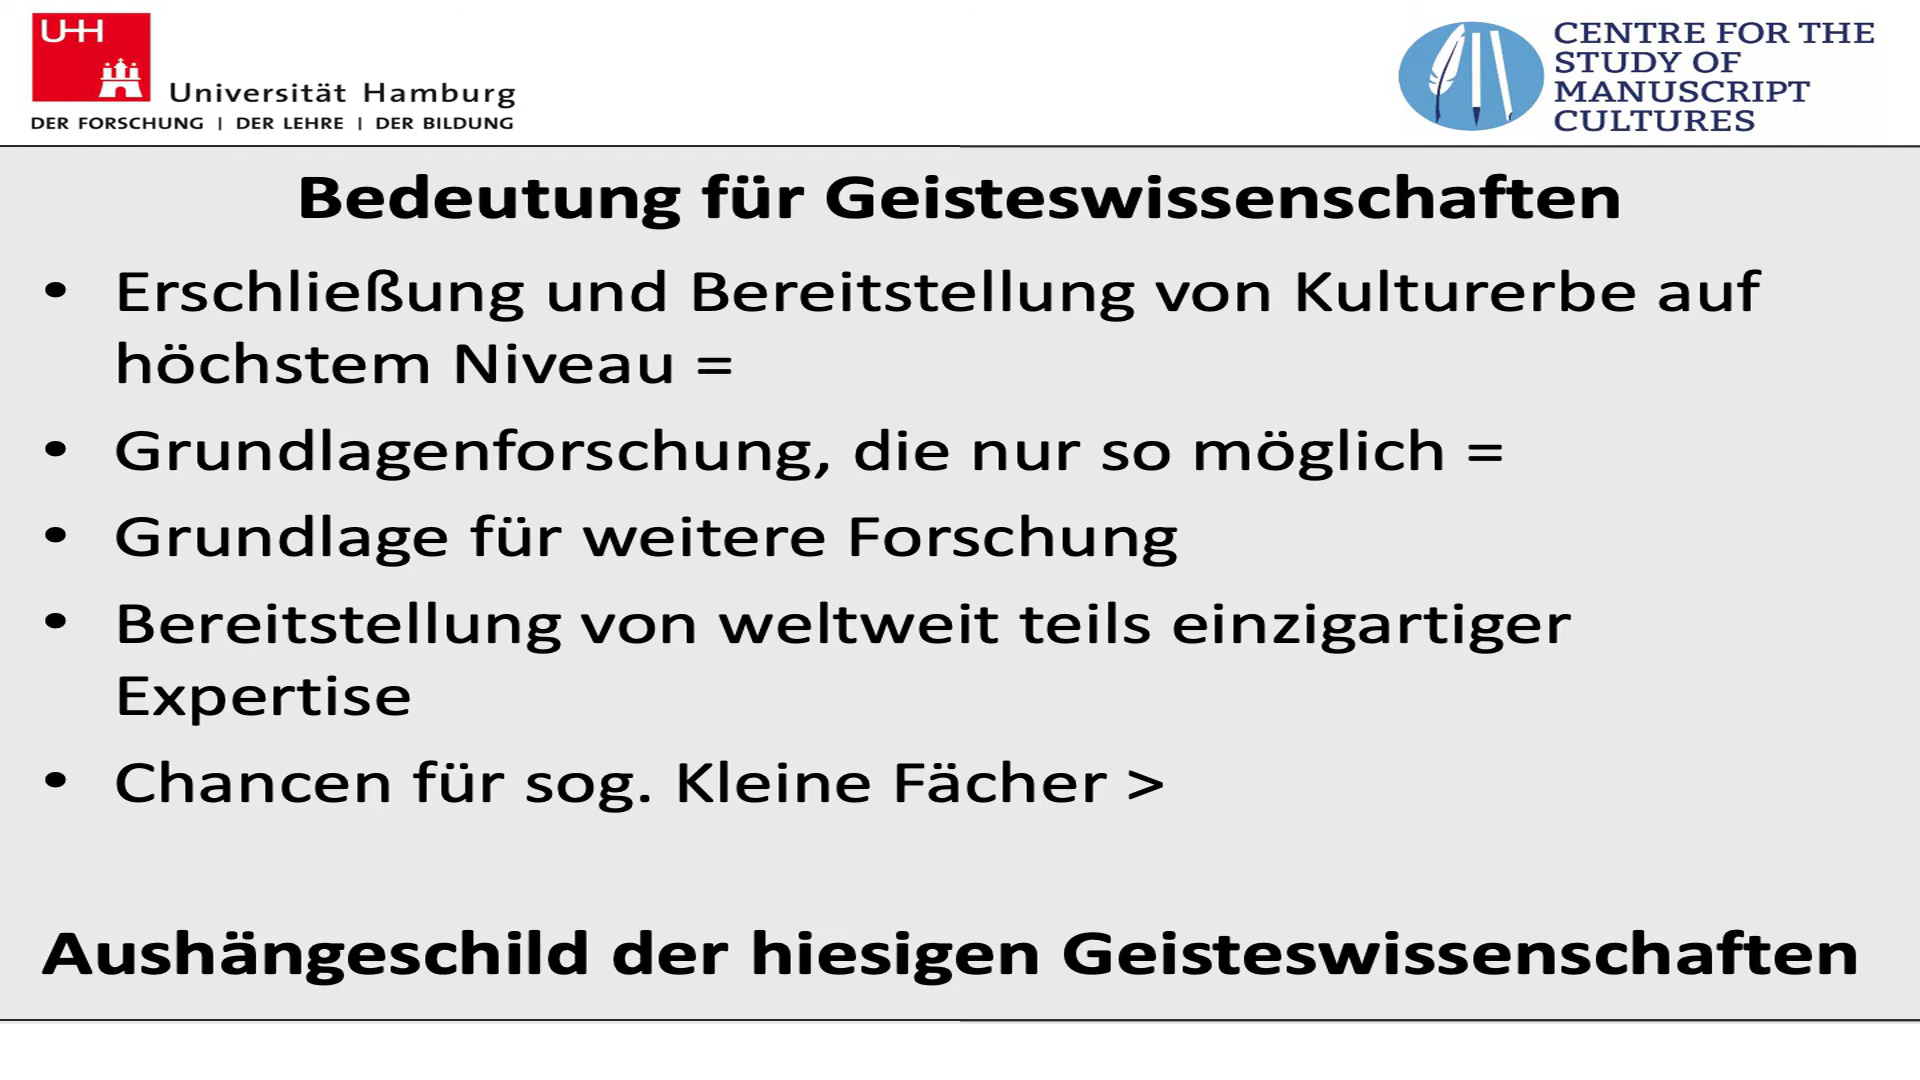 UHH
Universität Hamburg
DER FORSCHUNG | DER LEHRE | DER BILDUNG
CENTRE FOR THE
STUDY OF
MANUSCRIPT
CULTURES
Bedeutung für Geisteswissenschaften
• Erschließung und Bereitstellung von Kulturerbe auf
höchstem Niveau =
• Grundlagenforschung, die nur so möglich =
• Grundlage für weitere Forschung
• Bereitstellung von weltweit teils einzigartiger
Expertise
• Chancen für sog. Kleine Fächer >
Aushängeschild der hiesigen Geisteswissenschaften